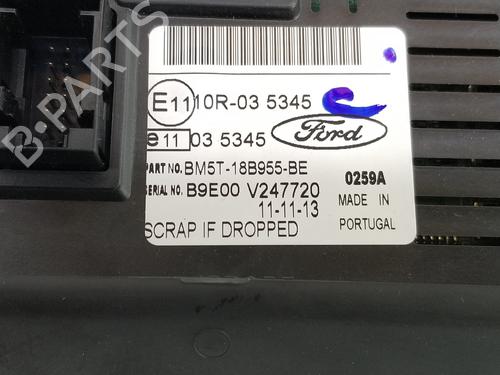 E11 10R-03 5345
e 11 03 5345
Ford
PART NO. BM5T-18B955-BE
0259A
SERIAL NO. B9E00 V247720
MADE IN
11-11-13
PORTUGAL
SCRAP IF DROPPED
B-PARTS